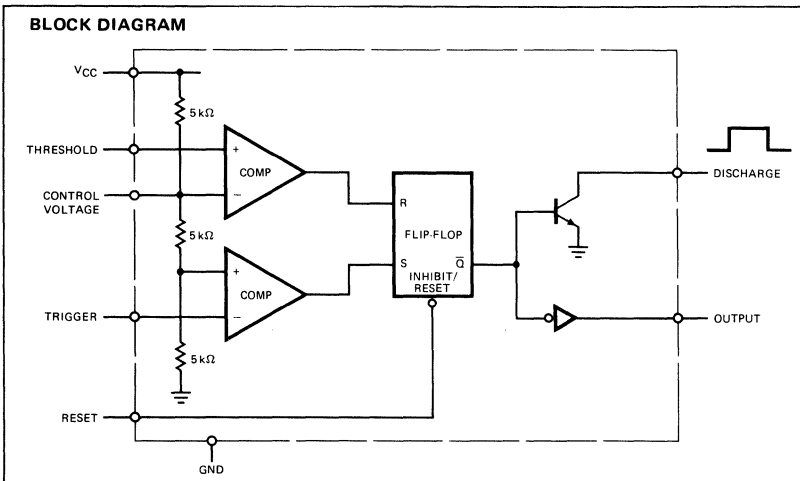 BLOCK DIAGRAM
VCC
5 kΩ
THRESHOLD
+
COMP
−
CONTROL
VOLTAGE
5 kΩ
+
COMP
−
TRIGGER
5 kΩ
RESET
GND
R
FLIP-FLOP
S
Q̅
INHIBIT/
RESET
DISCHARGE
OUTPUT